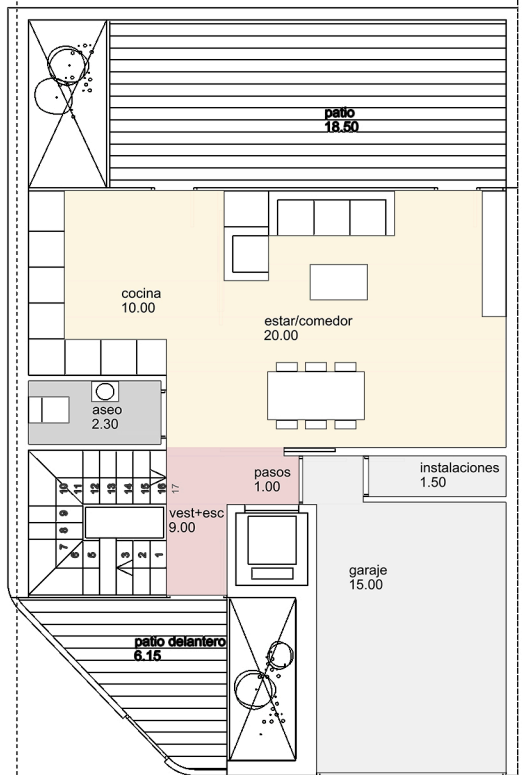 patio
18.50
cocina
10.00
estar/comedor
20.00
aseo
2.30
pasos
1.00
instalaciones
1.50
vest+esc
9.00
garaje
15.00
10 11 12 13 14 15 16 17
9
8
7 6 5 3 2 1
patio delantero
6.15